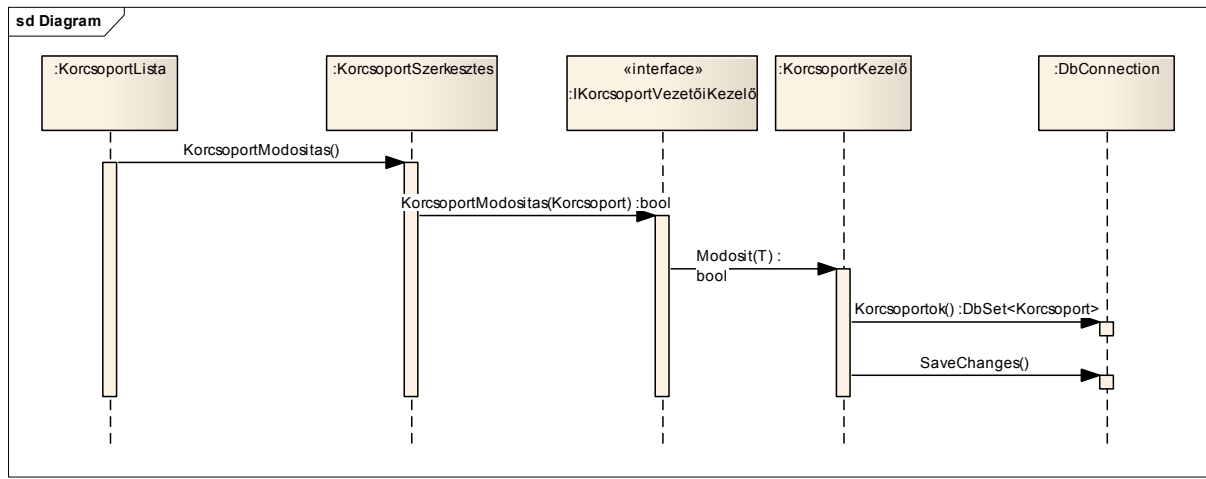 sd Diagram
:KorcsoportLista
:KorcsoportSzerkesztes
«interface»
:IKorcsoportVezetőiKezelő
:KorcsoportKezelő
:DbConnection
KorcsoportModositas()
KorcsoportModositas(Korcsoport) :bool
Modosit(T) :
bool
Korcsoportok() :DbSet<Korcsoport>
SaveChanges()